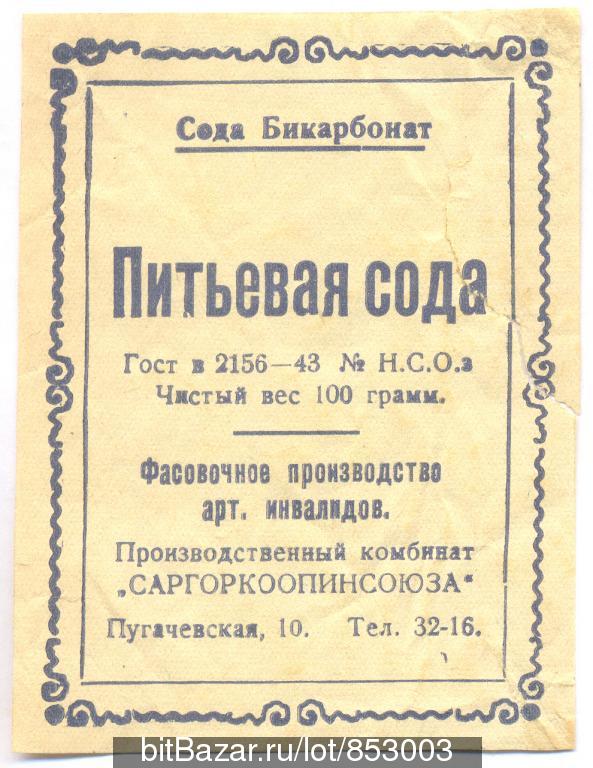 Сода Бикарбонат
Питьевая сода
Гост в 2156—43 № Н.С.О.з
Чистый вес 100 грамм.
Фасовочное производство
арт. инвалидов.
Производственный комбинат
„САРГОРКООПИНСОЮЗА“
Пугачевская, 10. Тел. 32-16.
bitBazar.ru/lot/853003